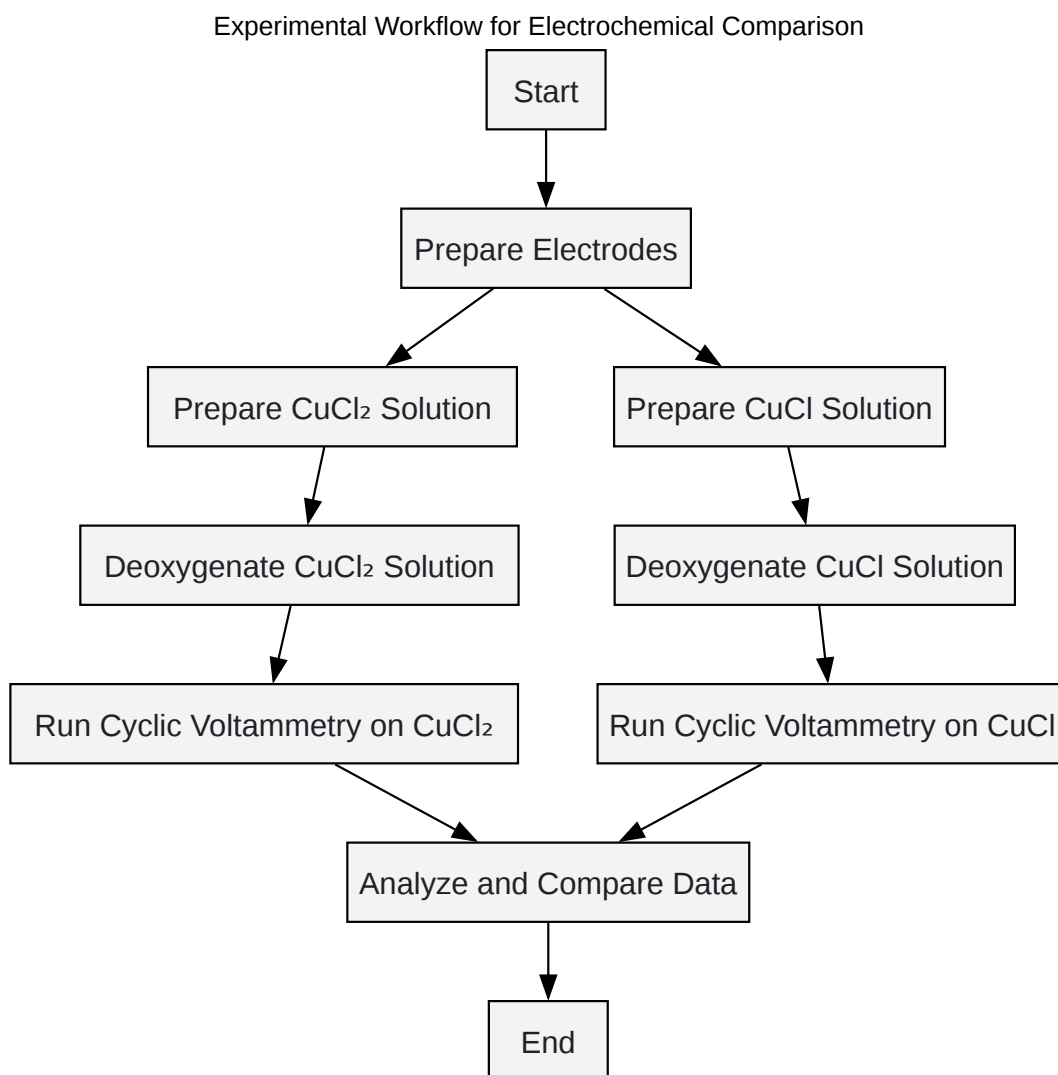 Experimental Workflow for Electrochemical Comparison
Start
Prepare Electrodes
Prepare CuCl₂ Solution
Prepare CuCl Solution
Deoxygenate CuCl₂ Solution
Deoxygenate CuCl Solution
Run Cyclic Voltammetry on CuCl₂
Run Cyclic Voltammetry on CuCl
Analyze and Compare Data
End